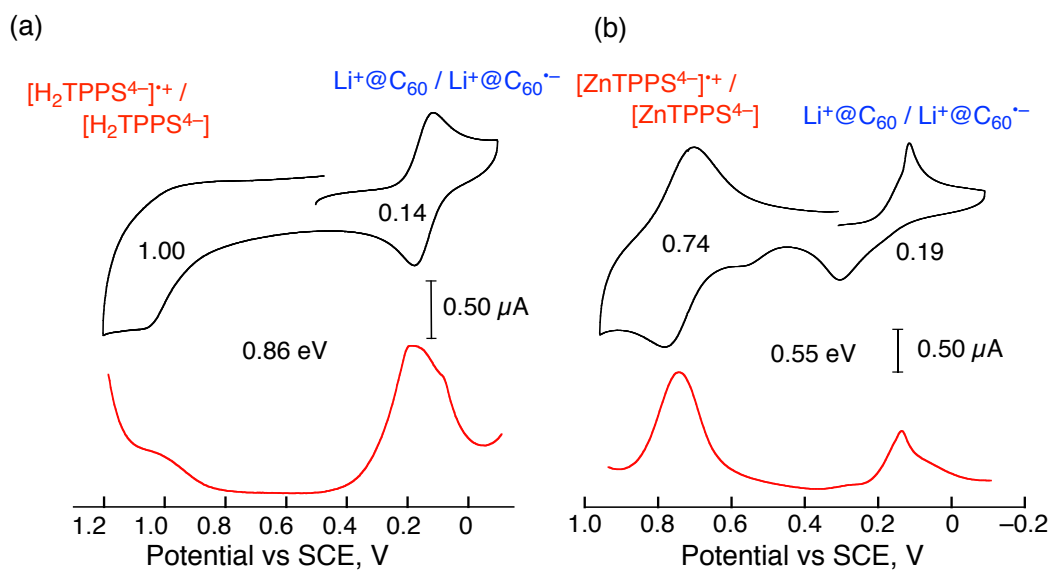 (a)
[H₂TPPS⁴⁻]•⁺ /
[H₂TPPS⁴⁻]
Li⁺@C₆₀ / Li⁺@C₆₀•⁻
1.00
0.14
0.50 µA
0.86 eV
1.2 1.0 0.8 0.6 0.4 0.2 0
Potential vs SCE, V
(b)
[ZnTPPS⁴⁻]•⁺ /
[ZnTPPS⁴⁻]
Li⁺@C₆₀ / Li⁺@C₆₀•⁻
0.74
0.19
0.55 eV
0.50 µA
1.0 0.8 0.6 0.4 0.2 0 –0.2
Potential vs SCE, V